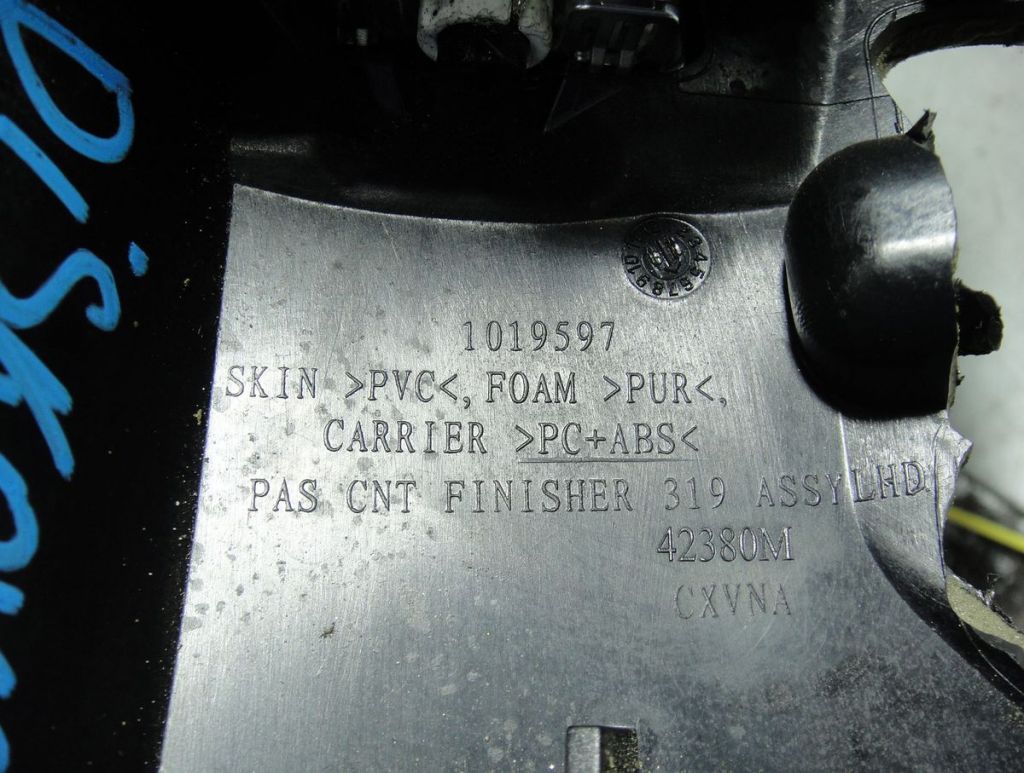 1019597
SKIN >PVC<, FOAM >PUR<,
CARRIER >PC+ABS<
PAS CNT FINISHER 319 ASSY LHD
42380M
CXVNA